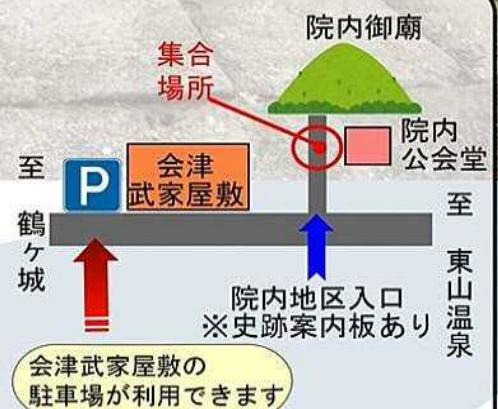 院内御廟
集合
場所
院内
公会堂
至
鶴ヶ城
P
会津
武家屋敷
至
東山温泉
院内地区入口
※史跡案内板あり
会津武家屋敷の
駐車場が利用できます